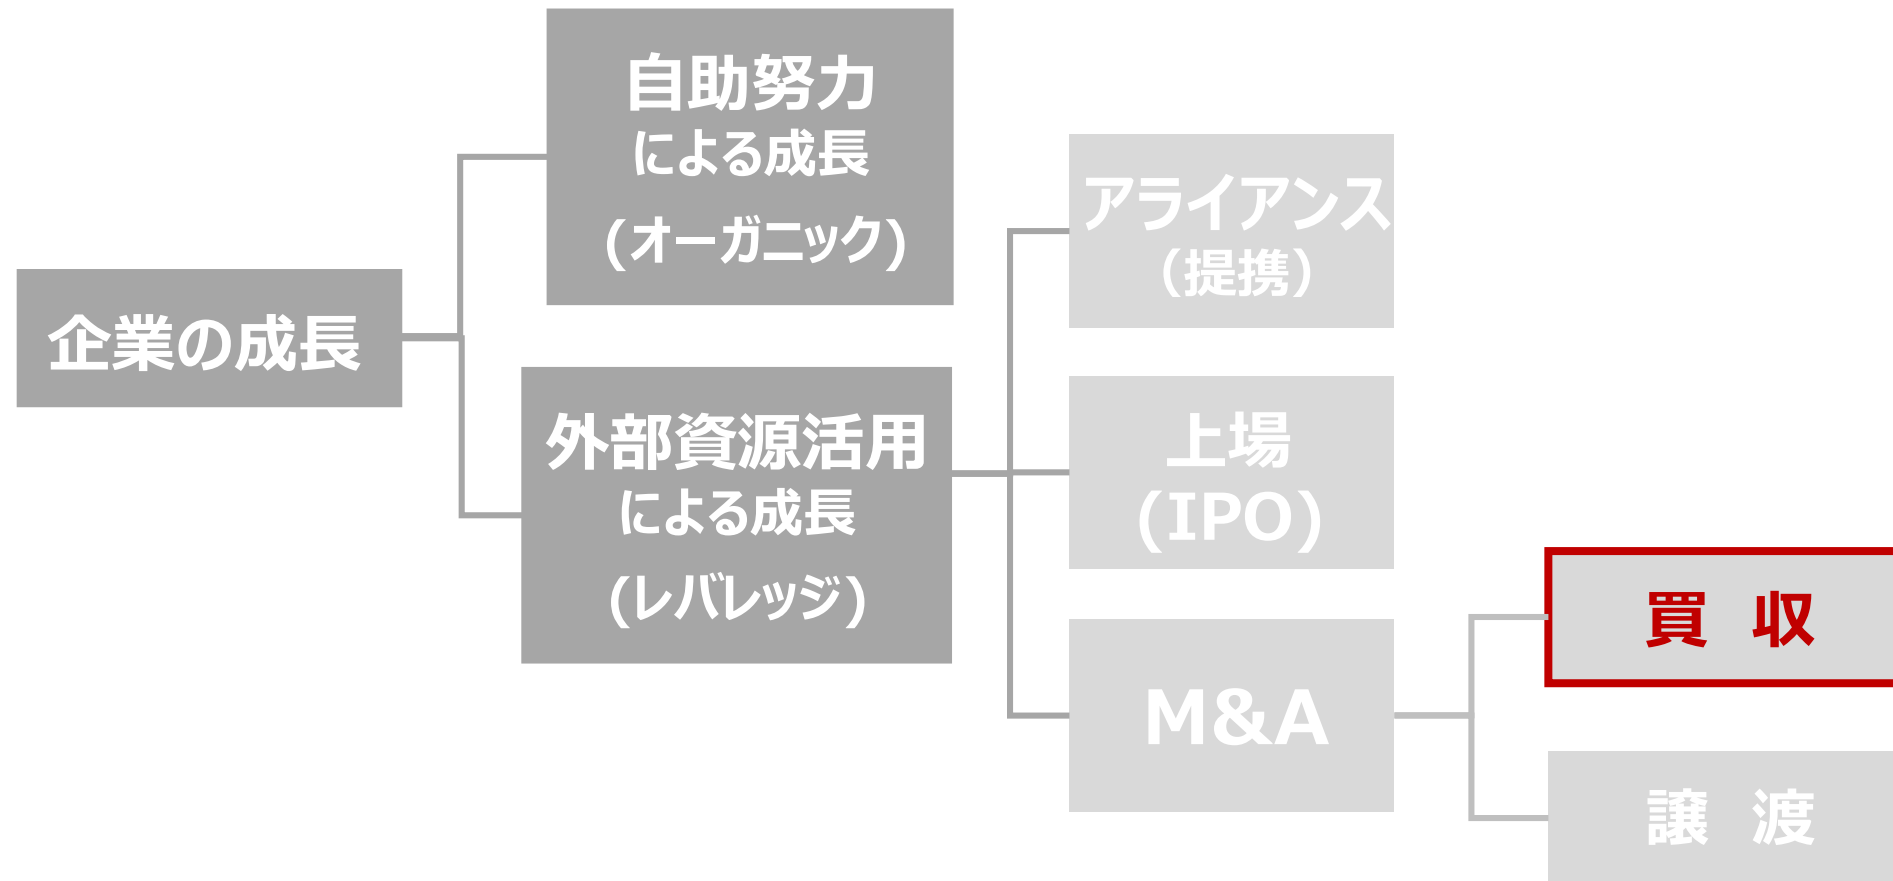 企業の成長
自助努力
による成長
(オーガニック)
外部資源活用
による成長
(レバレッジ)
アライアンス
（提携）
上場
(IPO)
M&A
買 収
譲 渡